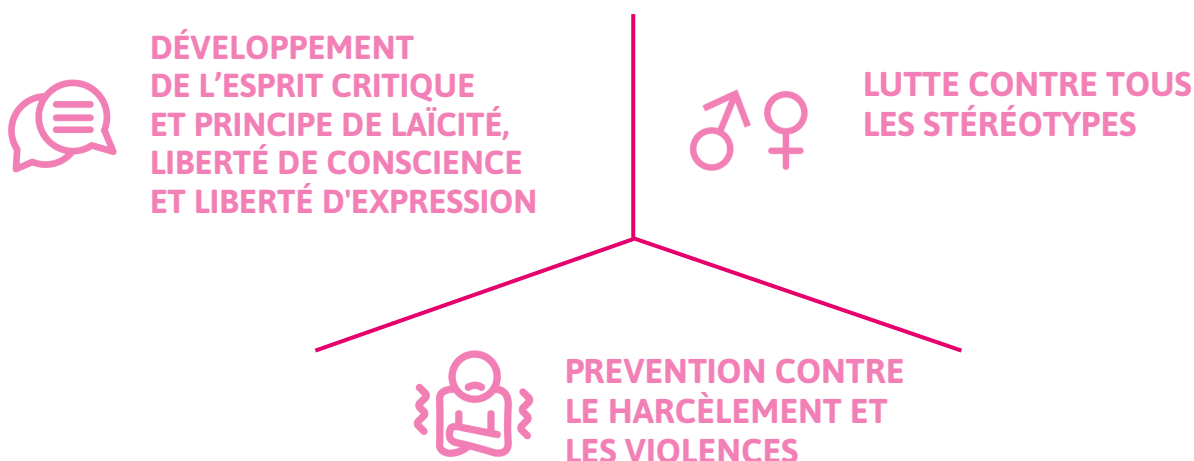 DÉVELOPPEMENT
DE L’ESPRIT CRITIQUE
ET PRINCIPE DE LAÏCITÉ,
LIBERTÉ DE CONSCIENCE
ET LIBERTÉ D'EXPRESSION
LUTTE CONTRE TOUS
LES STÉRÉOTYPES
PREVENTION CONTRE
LE HARCÈLEMENT ET
LES VIOLENCES